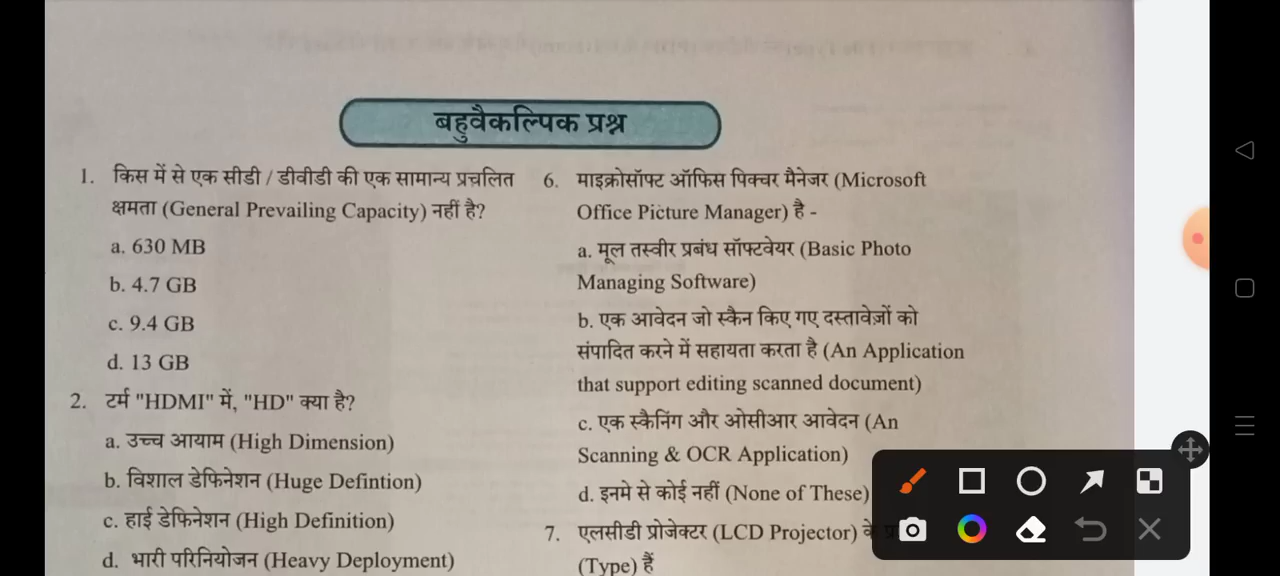 बहुवैकल्पिक प्रश्न
1. किस में से एक सीडी / डीवीडी की एक सामान्य प्रचलित
क्षमता (General Prevailing Capacity) नहीं है?
a. 630 MB
b. 4.7 GB
c. 9.4 GB
d. 13 GB
2. टर्म "HDMI" में, "HD" क्या है?
a. उच्च आयाम (High Dimension)
b. विशाल डेफिनेशन (Huge Defintion)
c. हाई डेफिनेशन (High Definition)
d. भारी परिनियोजन (Heavy Deployment)
6. माइक्रोसॉफ्ट ऑफिस पिक्चर मैनेजर (Microsoft
Office Picture Manager) है -
a. मूल तस्वीर प्रबंध सॉफ्टवेयर (Basic Photo
Managing Software)
b. एक आवेदन जो स्कैन किए गए दस्तावेज़ों को
संपादित करने में सहायता करता है (An Application
that support editing scanned document)
c. एक स्कैनिंग और ओसीआर आवेदन (An
Scanning & OCR Application)
d. इनमे से कोई नहीं (None of These)
7. एलसीडी प्रोजेक्टर (LCD Projector) के
(Type) हैं